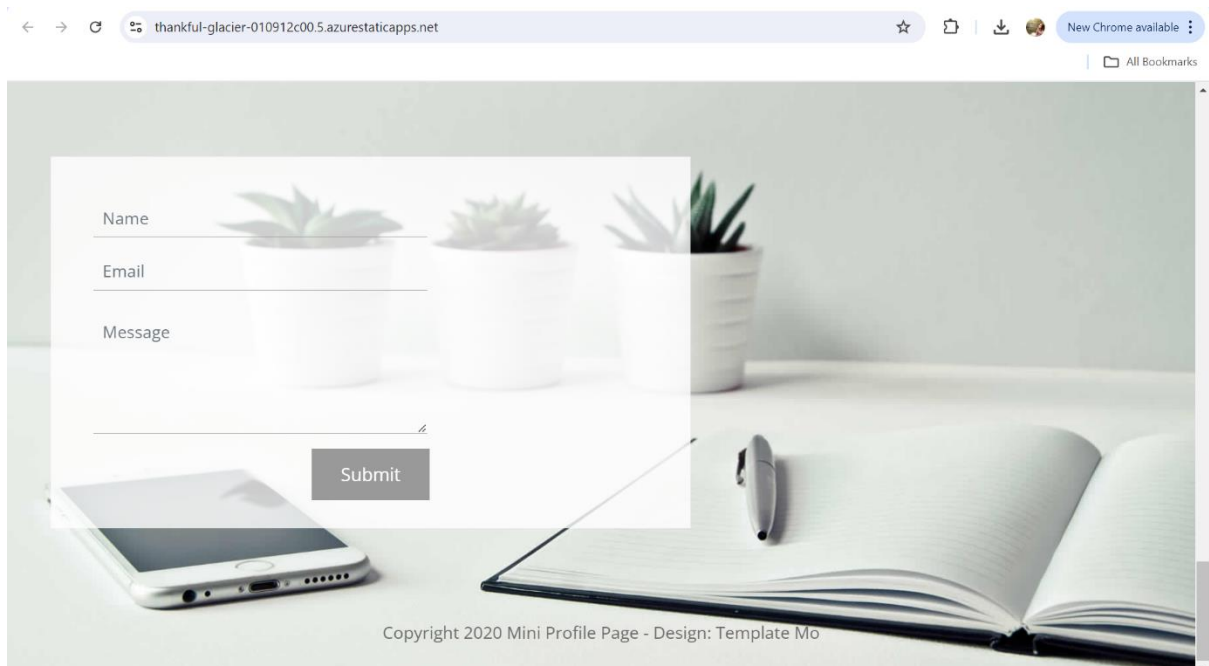 thankful-glacier-010912c00.5.azurestaticapps.net
New Chrome available
All Bookmarks
Name
Email
Message
Submit
Copyright 2020 Mini Profile Page - Design: Template Mo